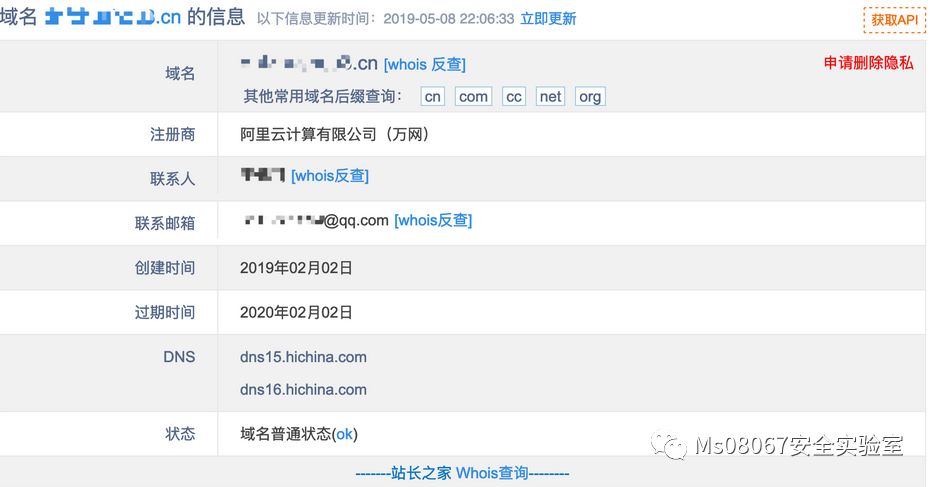 域名 .cn 的信息 以下信息更新时间：2019-05-08 22:06:33 立即更新 获取API
域名 .cn [whois 反查] 申请删除隐私
其他常用域名后缀查询： cn com cc net org
注册商 阿里云计算有限公司（万网）
联系人 [whois反查]
联系邮箱 @qq.com [whois反查]
创建时间 2019年02月02日
过期时间 2020年02月02日
DNS dns15.hichina.com
dns16.hichina.com
状态 域名普通状态(ok)
Ms08067安全实验室
-------站长之家 Whois查询--------